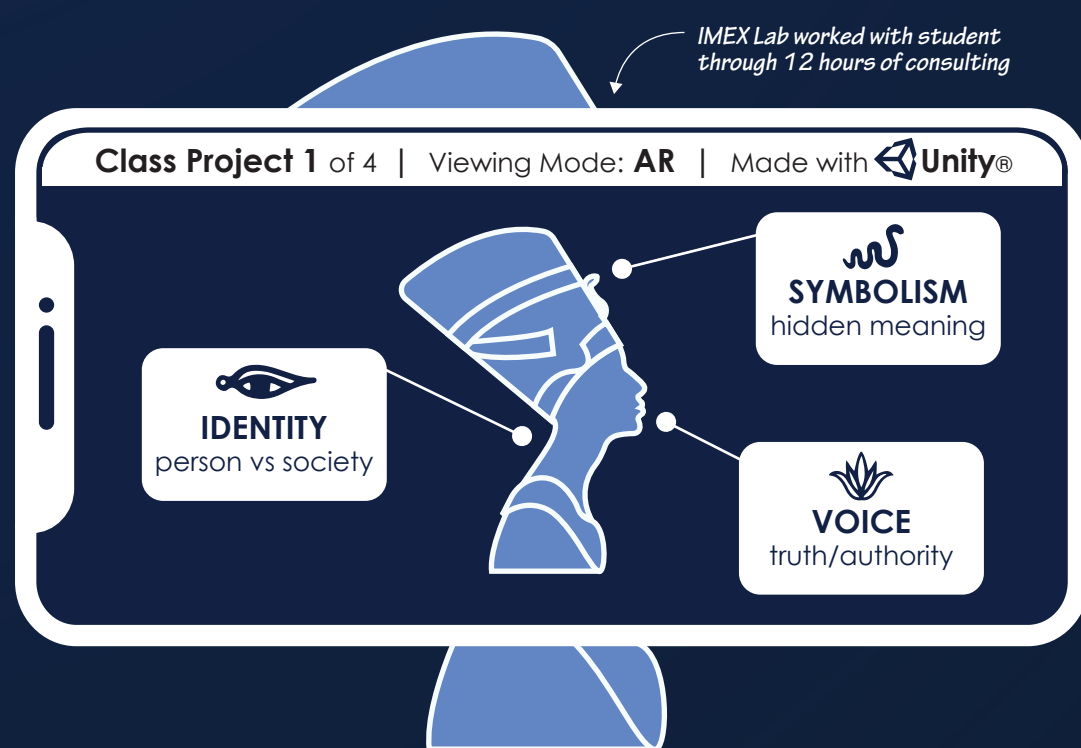 IMEX Lab worked with student
through 12 hours of consulting
Class Project 1 of 4 | Viewing Mode: AR | Made with Unity®
SYMBOLISM
hidden meaning
IDENTITY
person vs society
VOICE
truth/authority